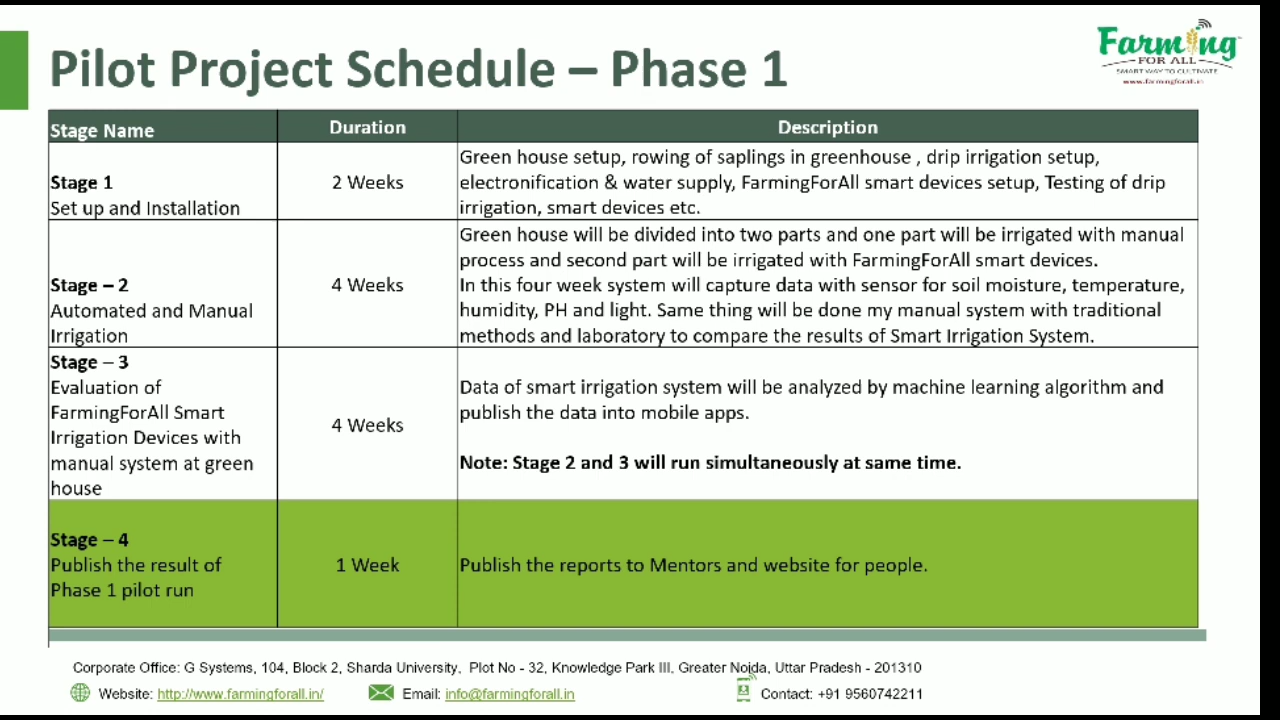 Pilot Project Schedule – Phase 1
Farming
FOR ALL
SMART WAY TO CULTIVATE
www.farmingforall.in
Stage Name
Duration
Description
Stage 1
Set up and Installation
2 Weeks
Green house setup, rowing of saplings in greenhouse , drip irrigation setup,
electronification & water supply, FarmingForAll smart devices setup, Testing of drip
irrigation, smart devices etc.
Stage – 2
Automated and Manual
Irrigation
4 Weeks
Green house will be divided into two parts and one part will be irrigated with manual
process and second part will be irrigated with FarmingForAll smart devices.
In this four week system will capture data with sensor for soil moisture, temperature,
humidity, PH and light. Same thing will be done my manual system with traditional
methods and laboratory to compare the results of Smart Irrigation System.
Stage – 3
Evaluation of
FarmingForAll Smart
Irrigation Devices with
manual system at green
house
4 Weeks
Data of smart irrigation system will be analyzed by machine learning algorithm and
publish the data into mobile apps.
Note: Stage 2 and 3 will run simultaneously at same time.
Stage – 4
Publish the result of
Phase 1 pilot run
1 Week
Publish the reports to Mentors and website for people.
Corporate Office: G Systems, 104, Block 2, Sharda University, Plot No - 32, Knowledge Park III, Greater Noida, Uttar Pradesh - 201310
Website: http://www.farmingforall.in/
Email: info@farmingforall.in
Contact: +91 9560742211